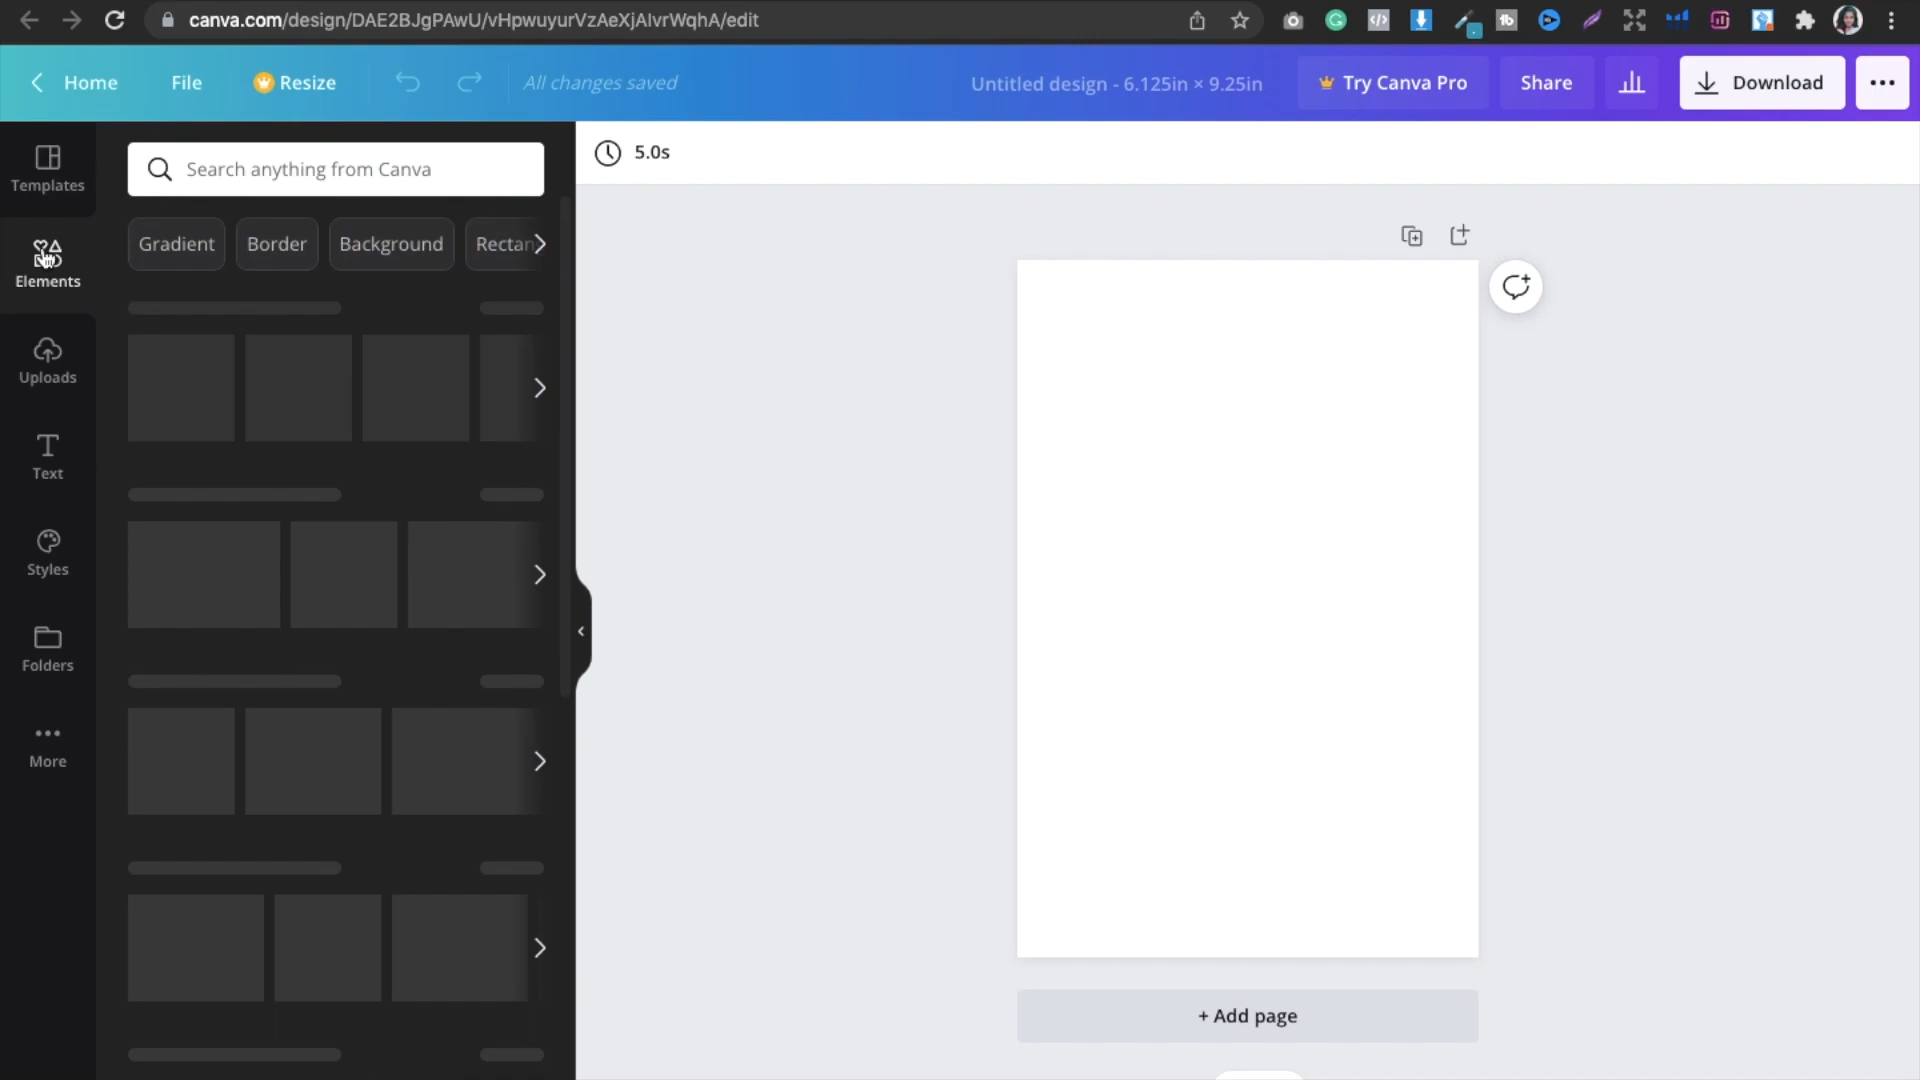 canva.com/design/DAE2BJgPAwU/vHpwuyurVzAeXjAlvrWqhA/edit
Home
File
Resize
All changes saved
Untitled design - 6.125in × 9.25in
Try Canva Pro
Share
Download
Templates
Elements
Uploads
Text
Styles
Folders
More
Search anything from Canva
Gradient
Border
Background
Rectan
5.0s
+ Add page